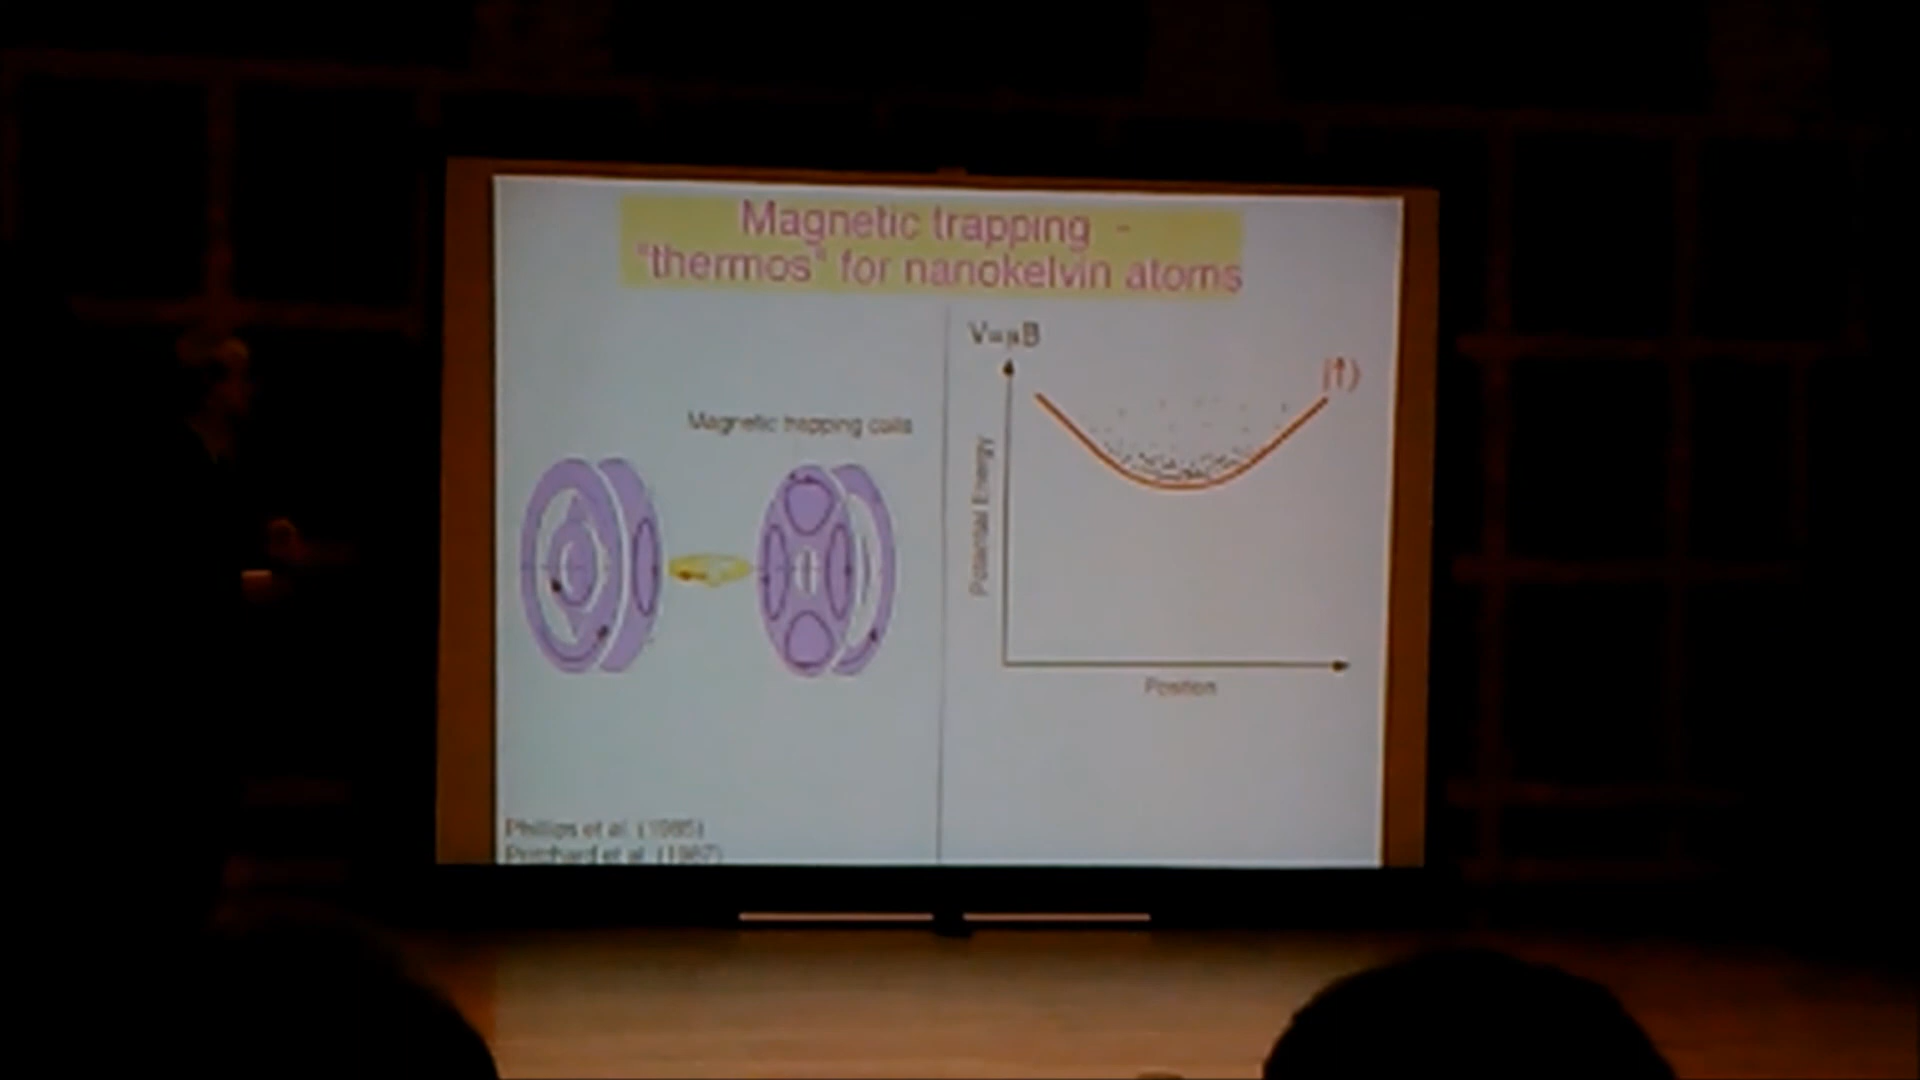 Magnetic trapping -
"thermos" for nanokelvin atoms
V=μB
|↑⟩
Magnetic trapping coils
Potential Energy
Position
Phillips et al. (1985)
Pritchard et al. (1987)